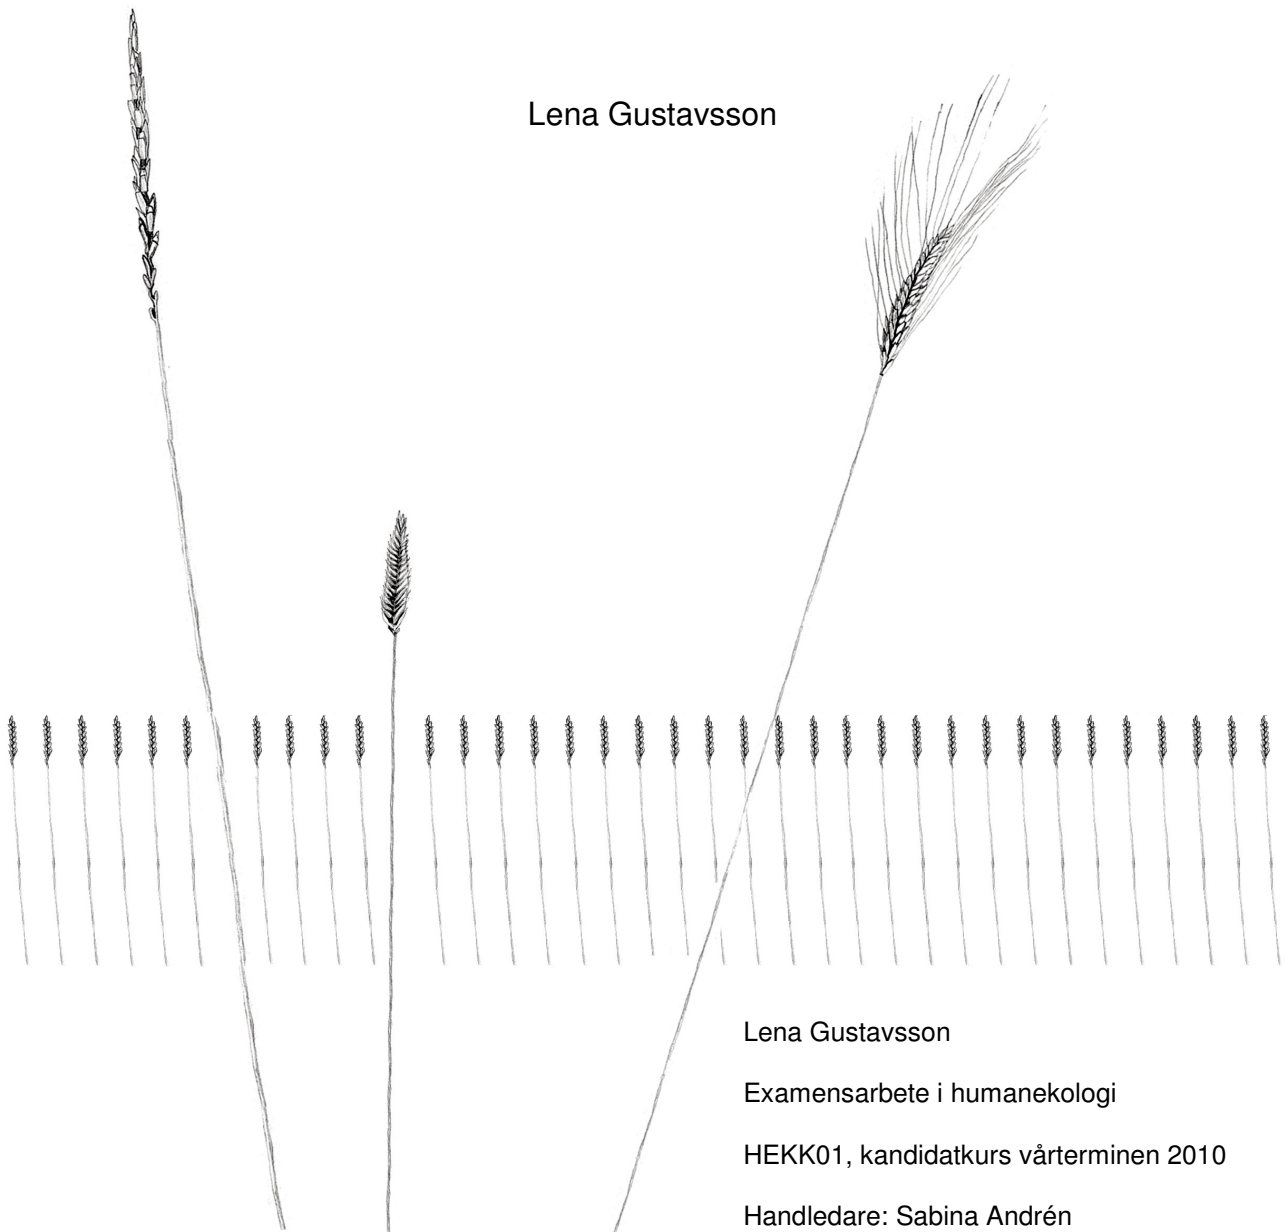 Lena Gustavsson
Lena Gustavsson
Examensarbete i humanekologi
HEKK01, kandidatkurs vårterminen 2010
Handledare: Sabina Andrén